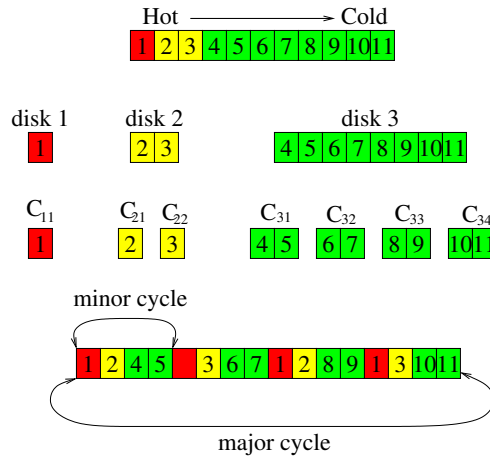 Hot Cold
1 2 3 4 5 6 7 8 9 10 11
disk 1 disk 2 disk 3
1 2 3 4 5 6 7 8 9 10 11
C11 C21 C22 C31 C32 C33 C34
1 2 3 4 5 6 7 8 9 10 11
minor cycle
1 2 4 5 3 6 7 1 2 8 9 1 3 10 11
major cycle